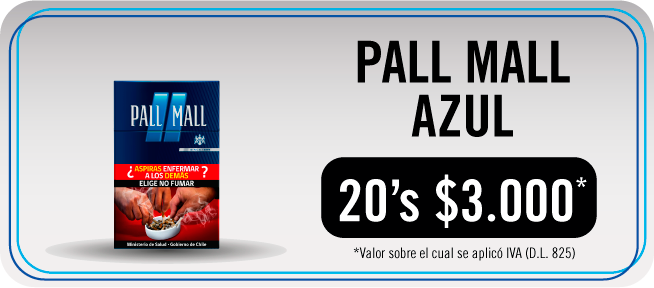 PALL MALL
AZUL
20's $3.000*
*Valor sobre el cual se aplicó IVA (D.L. 825)
PALL MALL
¿ASPIRAS ENFERMAR
A LOS DEMÁS?
ELIGE NO FUMAR
Ministerio de Salud - Gobierno de Chile